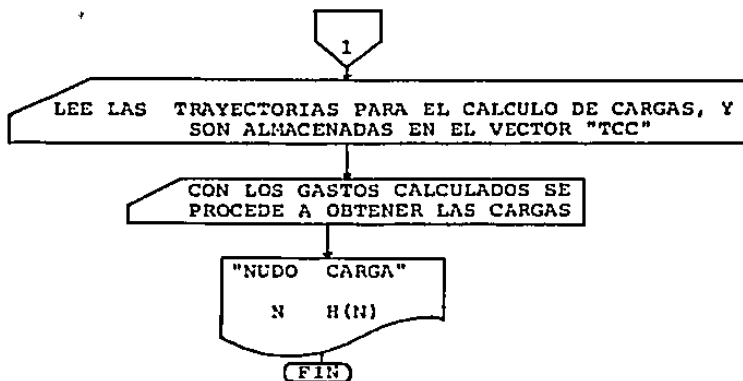 1
LEE LAS TRAYECTORIAS PARA EL CALCULO DE CARGAS, Y
SON ALMACENADAS EN EL VECTOR "TCC"
CON LOS GASTOS CALCULADOS SE
PROCEDE A OBTENER LAS CARGAS
"NUDO CARGA"
N H(N)
FIN